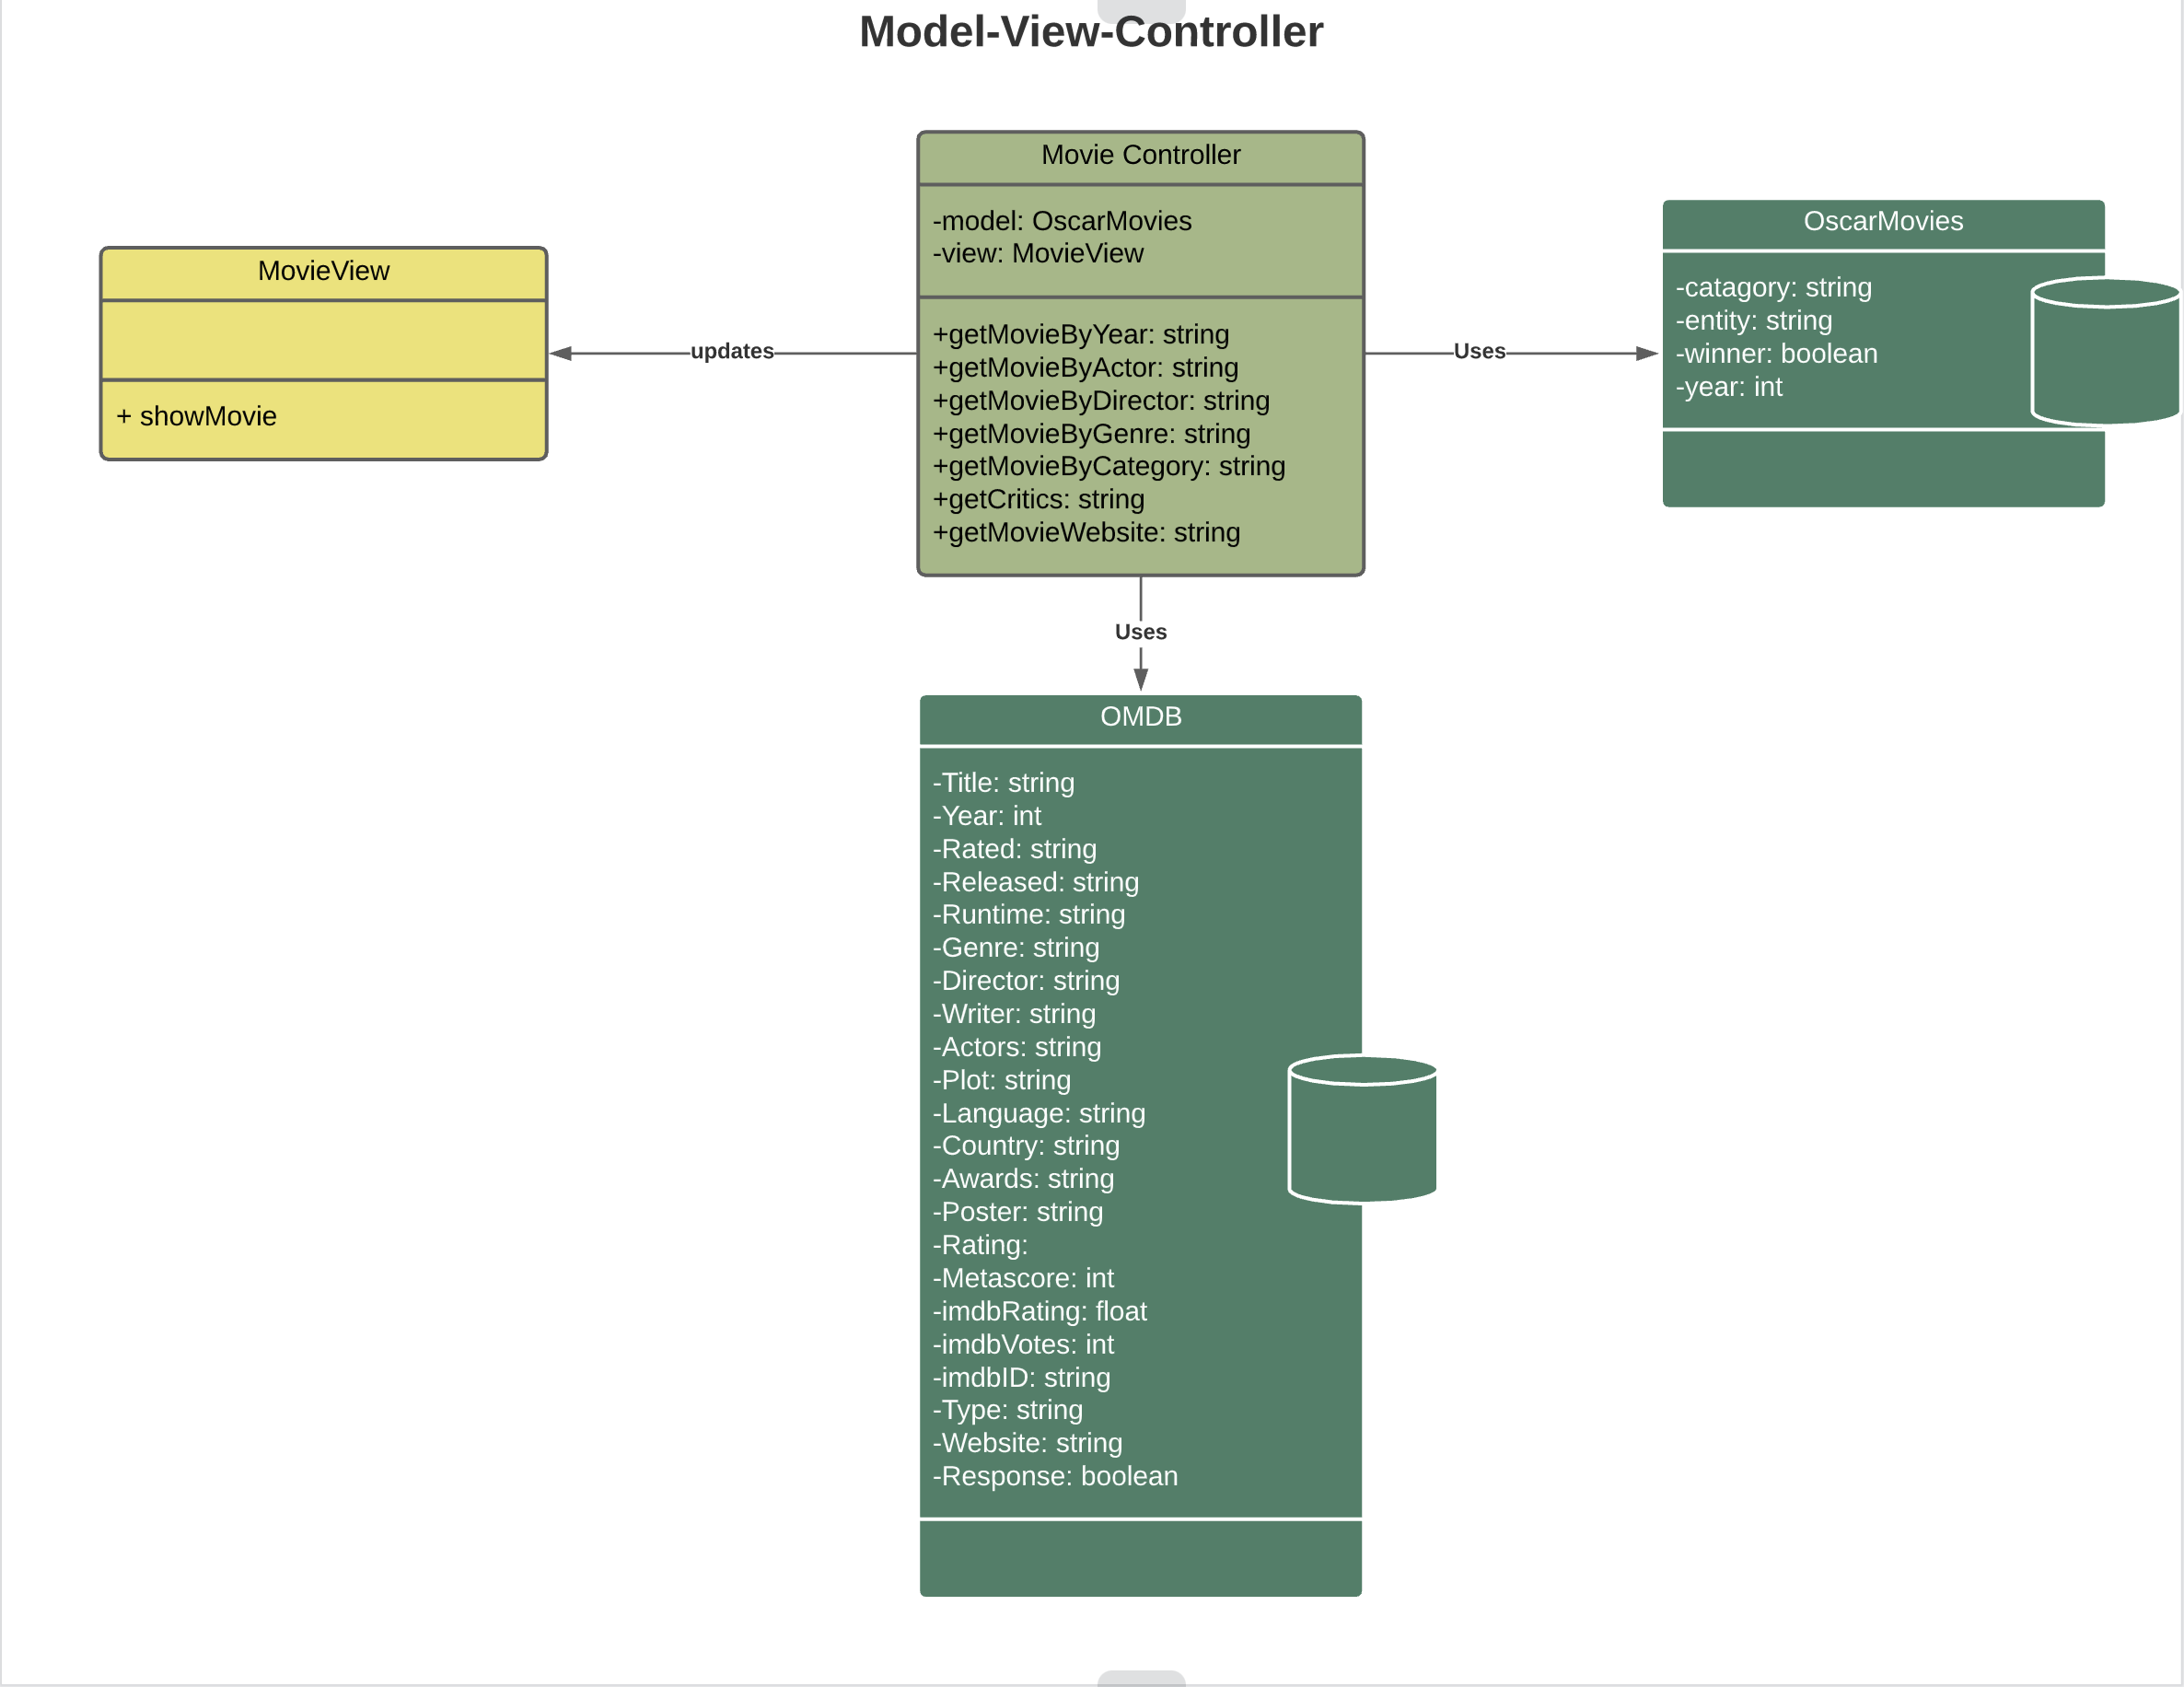 Model-View-Controller
Movie Controller
-model: OscarMovies
-view: MovieView
+getMovieByYear: string
+getMovieByActor: string
+getMovieByDirector: string
+getMovieByGenre: string
+getMovieByCategory: string
+getCritics: string
+getMovieWebsite: string
MovieView
+ showMovie
updates
Uses
OscarMovies
-catagory: string
-entity: string
-winner: boolean
-year: int
Uses
OMDB
-Title: string
-Year: int
-Rated: string
-Released: string
-Runtime: string
-Genre: string
-Director: string
-Writer: string
-Actors: string
-Plot: string
-Language: string
-Country: string
-Awards: string
-Poster: string
-Rating:
-Metascore: int
-imdbRating: float
-imdbVotes: int
-imdbID: string
-Type: string
-Website: string
-Response: boolean